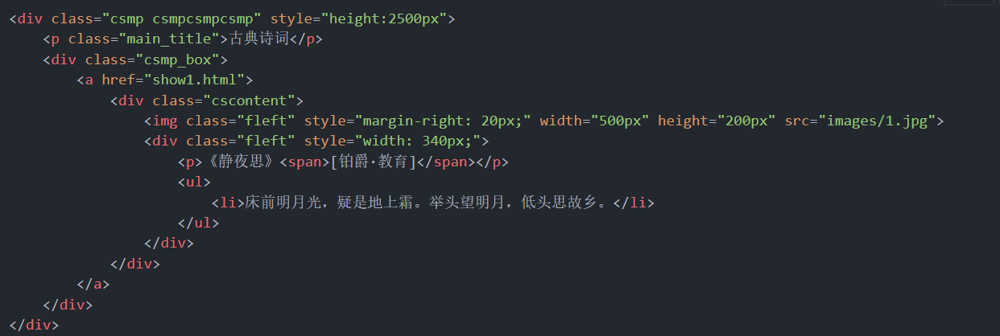 <div class="csmp csmpcsmpcsmp" style="height:2500px">
    <p class="main_title">古典诗词</p>
    <div class="csmp_box">
        <a href="show1.html">
            <div class="cscontent">
                <img class="fleft" style="margin-right: 20px;" width="500px" height="200px" src="images/1.jpg">
                <div class="fleft" style="width: 340px;">
                    <p>《静夜思》<span>[铂爵·教育]</span></p>
                    <ul>
                        <li>床前明月光，疑是地上霜。举头望明月，低头思故乡。</li>
                    </ul>
                </div>
            </div>
        </a>
    </div>
</div>